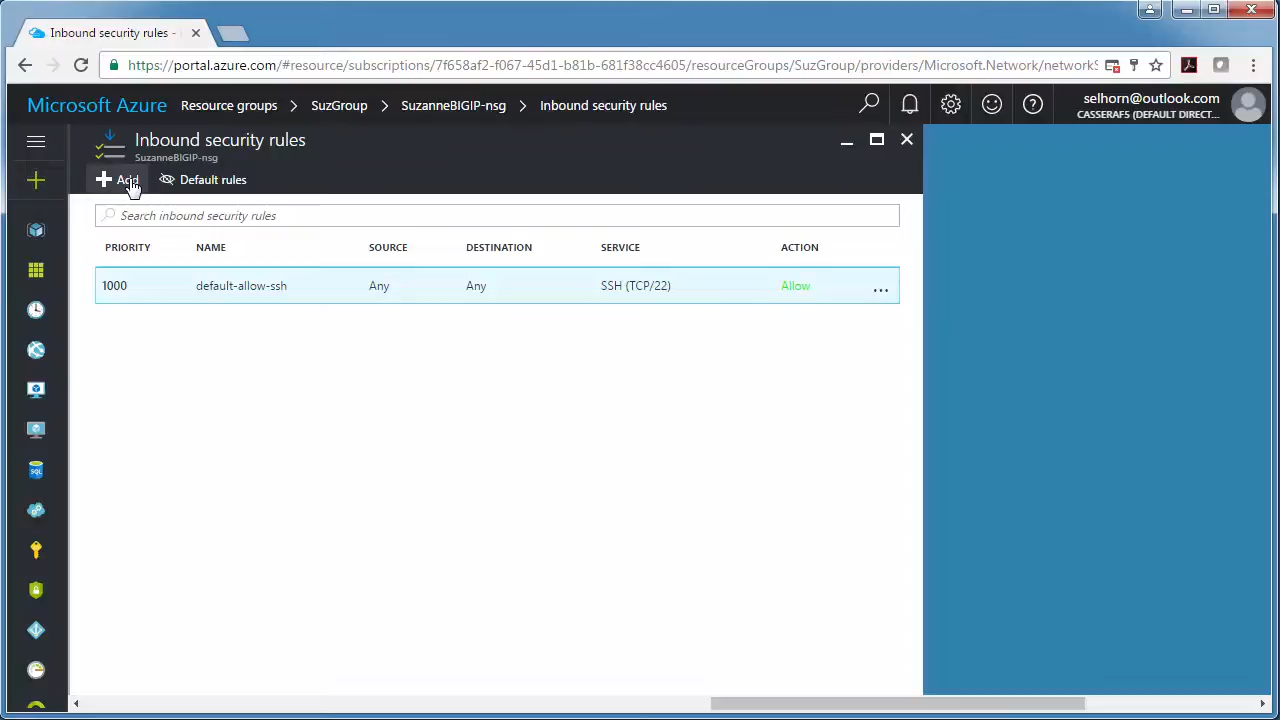 Inbound security rules -
https://portal.azure.com/#resource/subscriptions/7f658af2-f067-45d1-b81b-681f38cc4605/resourceGroups/SuzGroup/providers/Microsoft.Network/networkS
Microsoft Azure Resource groups > SuzGroup > SuzanneBIGIP-nsg > Inbound security rules
selhorn@outlook.com
CASSERAF5 (DEFAULT DIRECT...
Inbound security rules
SuzanneBIGIP-nsg
Add Default rules
Search inbound security rules
PRIORITY NAME SOURCE DESTINATION SERVICE ACTION
1000 default-allow-ssh Any Any SSH (TCP/22) Allow ...
SQL